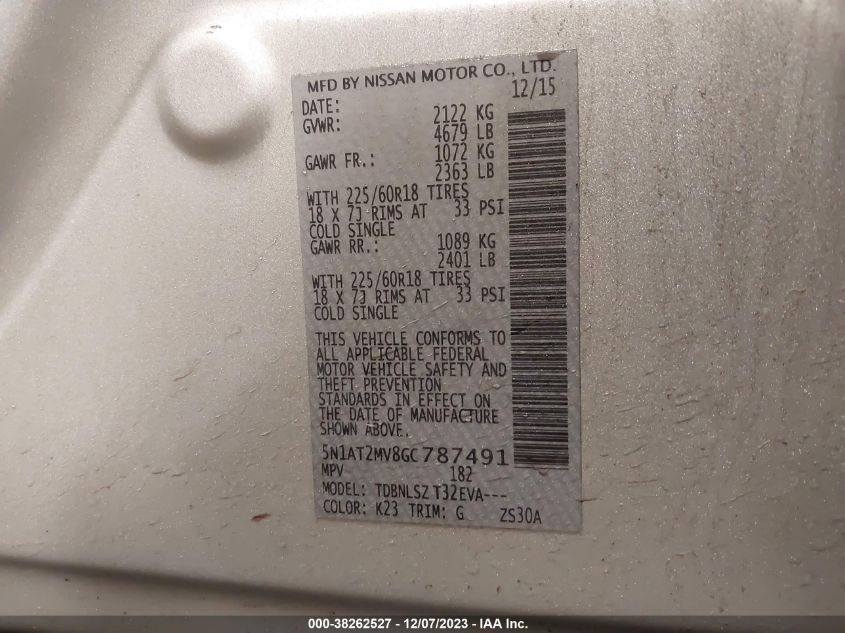 MFD BY NISSAN MOTOR CO., LTD.
DATE: 12/15
GVWR: 2122 KG
4679 LB
GAWR FR.: 1072 KG
2363 LB
WITH 225/60R18 TIRES
18 X 7J RIMS AT 33 PSI
COLD SINGLE
GAWR RR.: 1089 KG
2401 LB
WITH 225/60R18 TIRES
18 X 7J RIMS AT 33 PSI
COLD SINGLE
THIS VEHICLE CONFORMS TO
ALL APPLICABLE FEDERAL
MOTOR VEHICLE SAFETY AND
THEFT PREVENTION
STANDARDS IN EFFECT ON
THE DATE OF MANUFACTURE
SHOWN ABOVE.
5N1AT2MV8GC787491
MPV 182
MODEL: TDBNLSZ T32EVA---
COLOR: K23 TRIM: G ZS30A
000-38262527 - 12/07/2023 - IAA Inc.